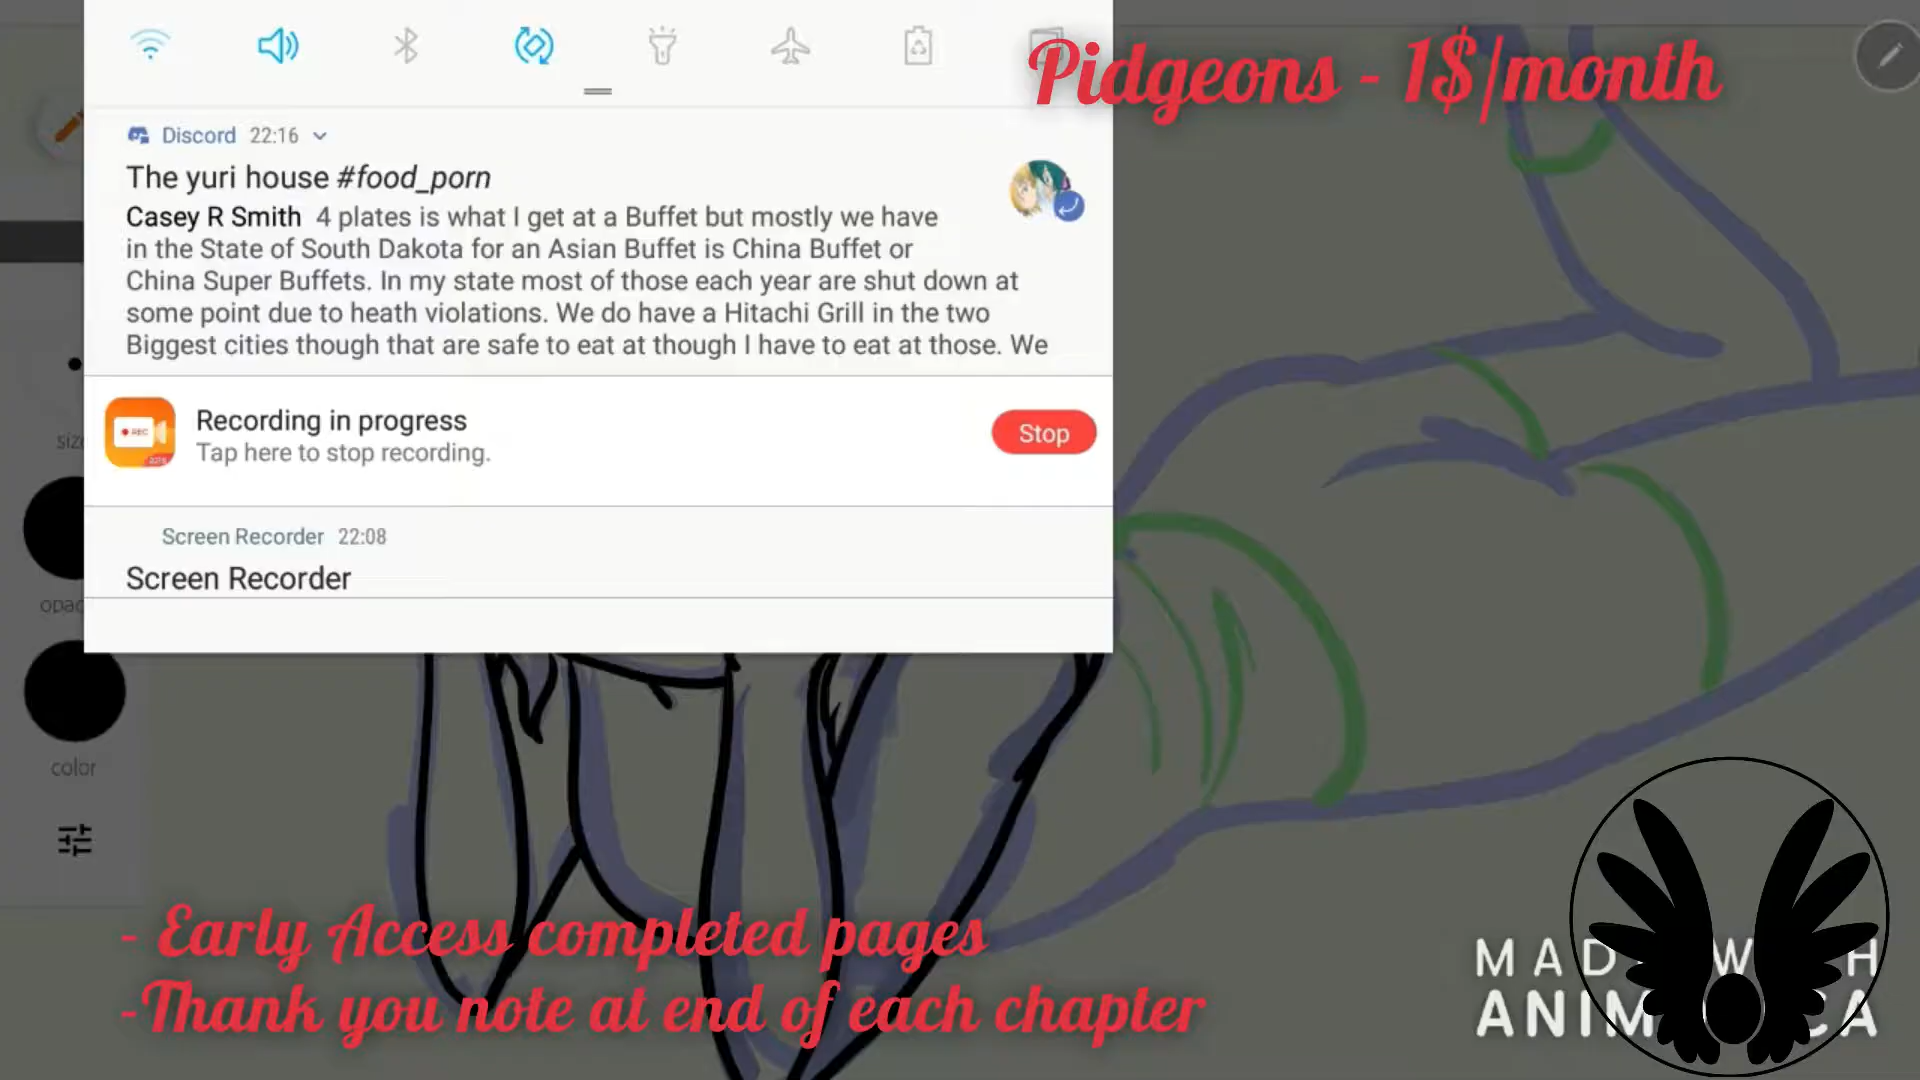 Pidgeons - 1$/month
Discord 22:16
The yuri house #food_porn
Casey R Smith 4 plates is what I get at a Buffet but mostly we have
in the State of South Dakota for an Asian Buffet is China Buffet or
China Super Buffets. In my state most of those each year are shut down at
some point due to heath violations. We do have a Hitachi Grill in the two
Biggest cities though that are safe to eat at though I have to eat at those. We
REC
Recording in progress
Tap here to stop recording.
Stop
Screen Recorder 22:08
Screen Recorder
color
- Early Access completed pages
-Thank you note at end of each chapter